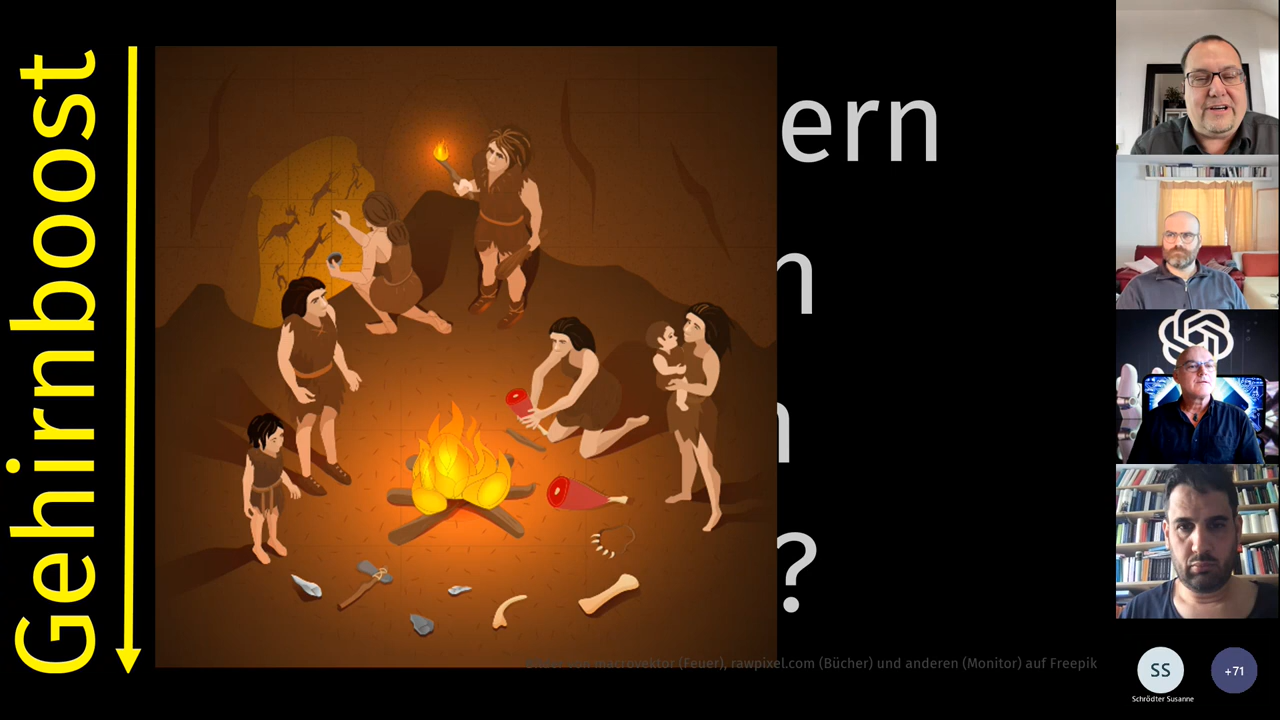 Gehirnboost
ern
n
n
?
macrovektor (Feuer), rawpixel.com (Bücher) und anderen (Monitor) auf Freepik
SS
Schrödter Susanne
+71